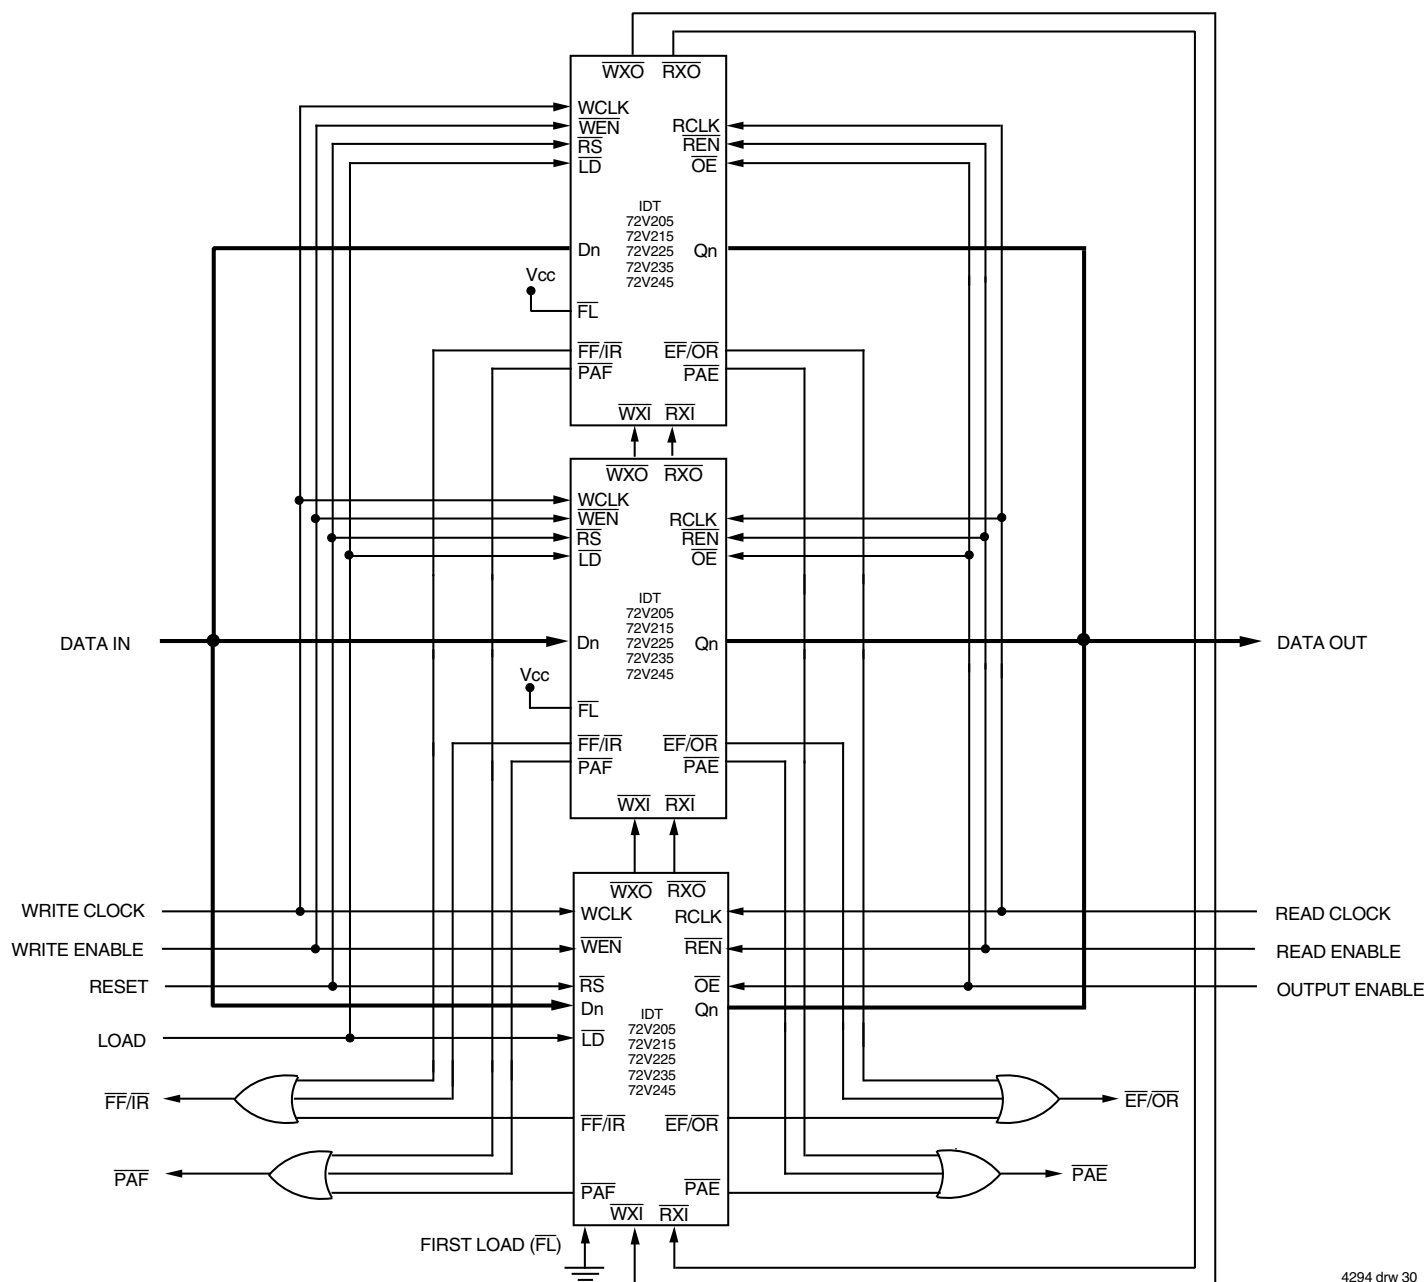 WXO RXO
WCLK
WEN RCLK
RS REN
LD OE
IDT
72V205
72V215
Dn 72V225 Qn
72V235
72V245
Vcc
FL
FF/IR EF/OR
PAF PAE
WXI RXI
WXO RXO
WCLK
WEN RCLK
RS REN
LD OE
IDT
72V205
72V215
DATA IN Dn 72V225 Qn DATA OUT
72V235
72V245
Vcc
FL
FF/IR EF/OR
PAF PAE
WXI RXI
WXO RXO
WRITE CLOCK WCLK RCLK READ CLOCK
WRITE ENABLE WEN REN READ ENABLE
RESET RS OE OUTPUT ENABLE
Dn Qn
IDT
72V205
LOAD LD 72V215
72V225
72V235
72V245
FF/IR EF/OR
FF/IR EF/OR
PAF PAE
PAF PAE
WXI RXI
FIRST LOAD (FL)
4294 drw 30